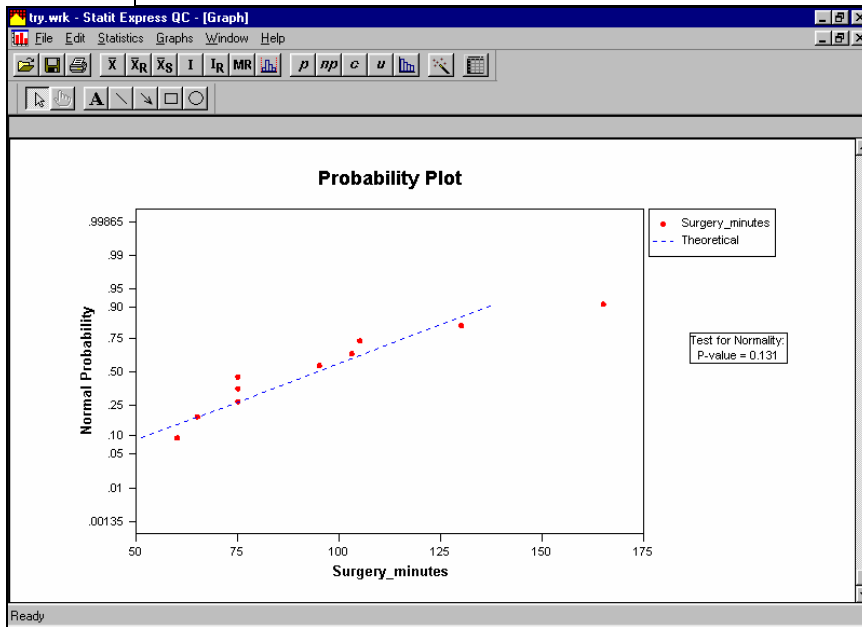 try.wrk - Statit Express QC - [Graph]
File Edit Statistics Graphs Window Help
X XR XS I IR MR p np c u
A
Probability Plot
.99865
.99
.95
.90
.75
.50
.25
.10
.05
.01
.00135
Normal Probability
50 75 100 125 150 175
Surgery_minutes
Surgery_minutes
Theoretical
Test for Normality:
P-value = 0.131
Ready